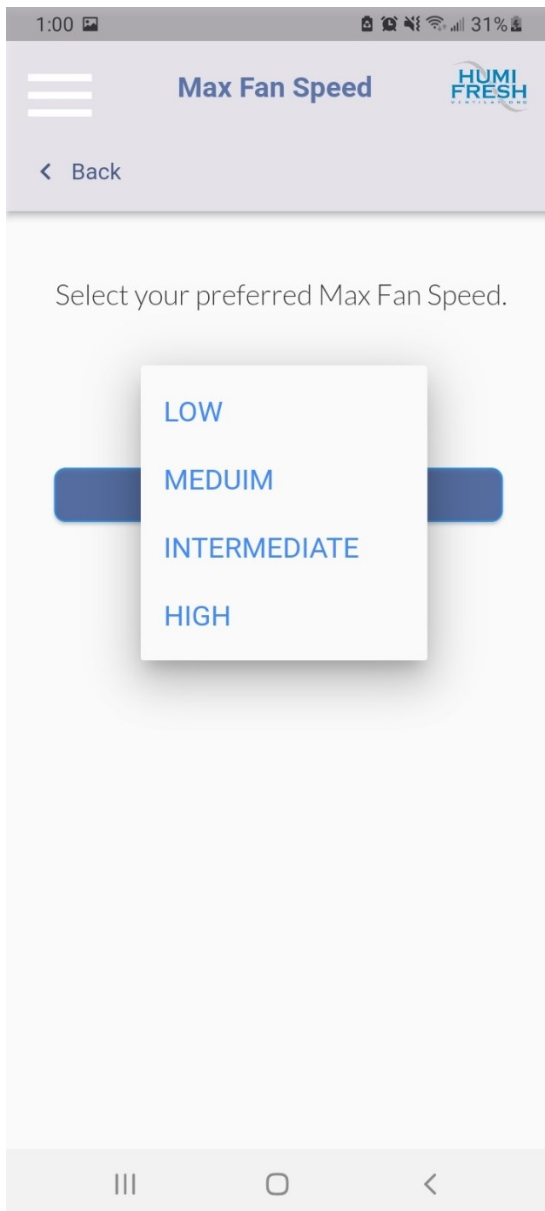 1:00
31%
Max Fan Speed
HUMI
FRESH
Back
Select your preferred Max Fan Speed.
LOW
MEDUIM
INTERMEDIATE
HIGH